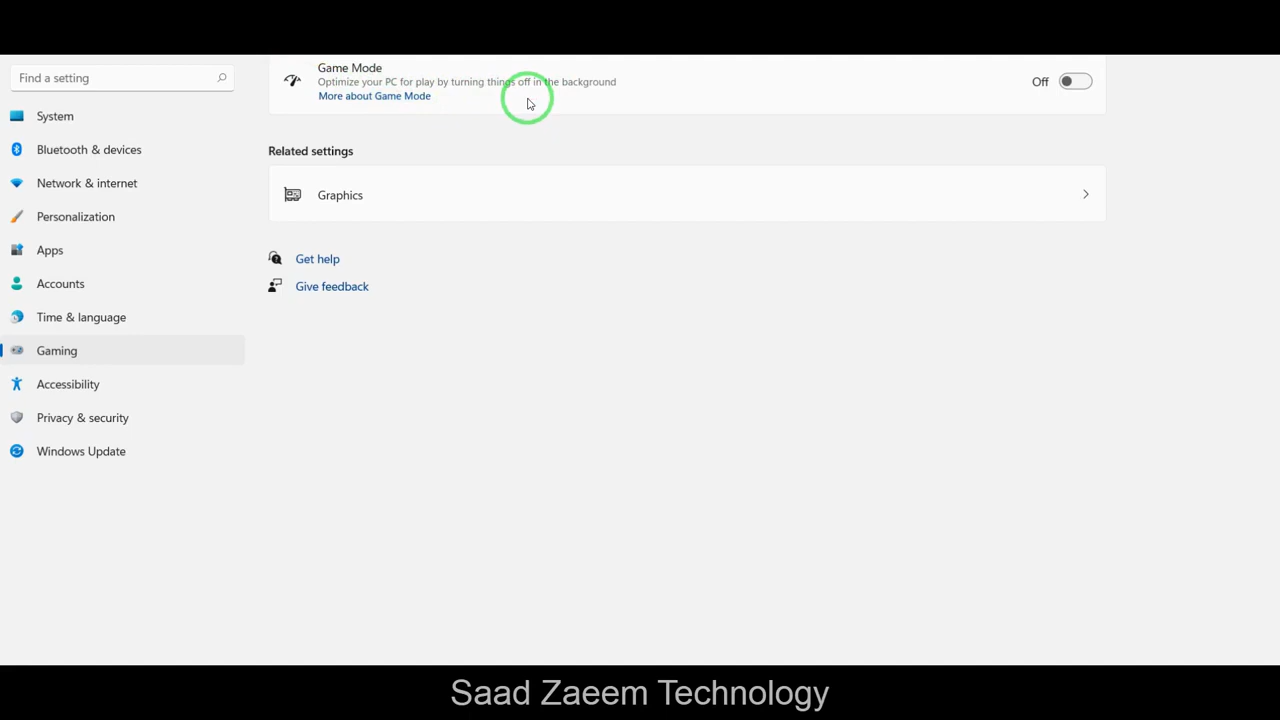 Find a setting
System
Bluetooth & devices
Network & internet
Personalization
Apps
Accounts
Time & language
Gaming
Accessibility
Privacy & security
Windows Update
Game Mode
Optimize your PC for play by turning things off in the background
More about Game Mode
Off
Related settings
Graphics
Get help
Give feedback
Saad Zaeem Technology